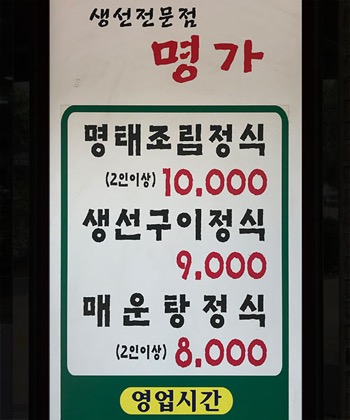 생선전문점
명가
명태조림정식
(2인이상) 10,000
생선구이정식
9,000
매운탕정식
(2인이상) 8,000
영업시간